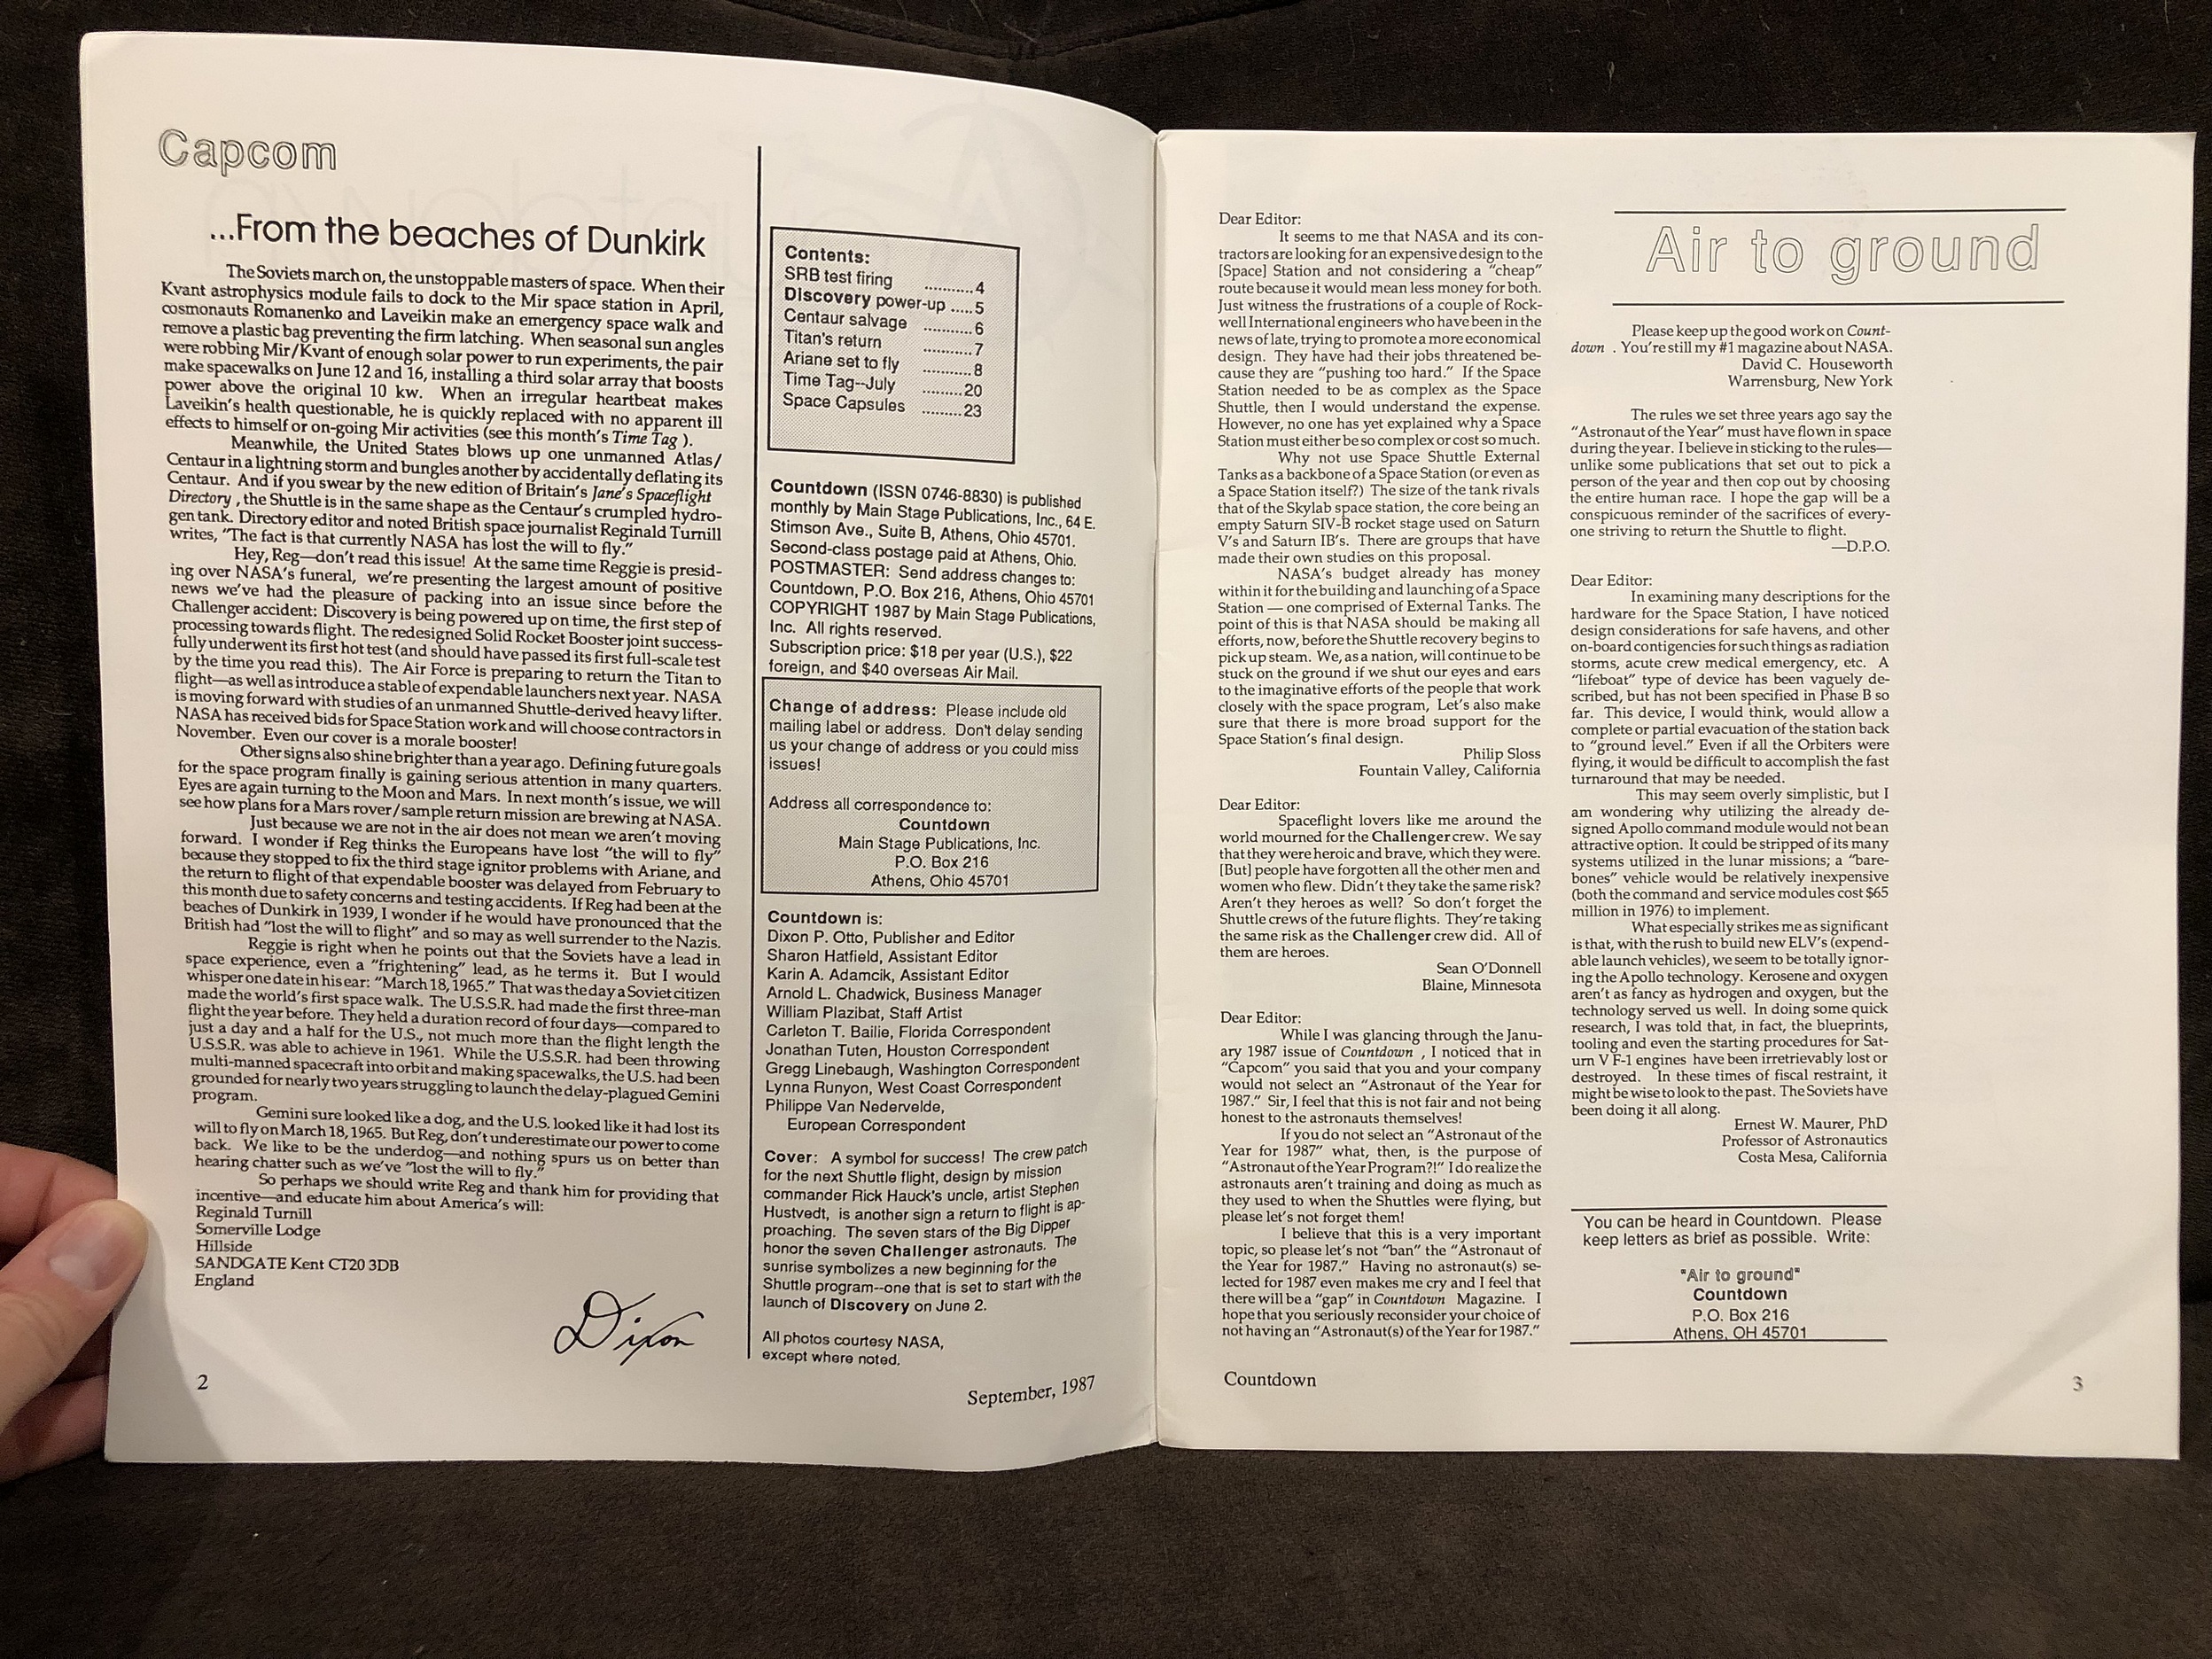 Capcom
...From the beaches of Dunkirk
The Soviets march on, the unstoppable masters of space. When their
Kvant astrophysics module fails to dock to the Mir space station in April,
cosmonauts Romanenko and Laveikin make an emergency space walk and
remove a plastic bag preventing the firm latching. When seasonal sun angles
were robbing Mir/Kvant of enough solar power to run experiments, the pair
make spacewalks on June 12 and 16, installing a third solar array that boosts
power above the original 10 kw. When an irregular heartbeat makes
Laveikin's health questionable, he is quickly replaced with no apparent ill
effects to himself or on-going Mir activities (see this month's Time Tag ).
Meanwhile, the United States blows up one unmanned Atlas/
Centaur in a lightning storm and bungles another by accidentally deflating its
Centaur. And if you swear by the new edition of Britain's Jane's Spaceflight
Directory , the Shuttle is in the same shape as the Centaur's crumpled hydro-
gen tank. Directory editor and noted British space journalist Reginald Turnill
writes, "The fact is that currently NASA has lost the will to fly."
Hey, Reg—don't read this issue! At the same time Reggie is presid-
ing over NASA's funeral, we're presenting the largest amount of positive
news we've had the pleasure of packing into an issue since before the
Challenger accident: Discovery is being powered up on time, the first step of
processing towards flight. The redesigned Solid Rocket Booster joint success-
fully underwent its first hot test (and should have passed its first full-scale test
by the time you read this). The Air Force is preparing to return the Titan to
flight—as well as introduce a stable of expendable launchers next year. NASA
is moving forward with studies of an unmanned Shuttle-derived heavy lifter.
NASA has received bids for Space Station work and will choose contractors in
November. Even our cover is a morale booster!
Other signs also shine brighter than a year ago. Defining future goals
for the space program finally is gaining serious attention in many quarters.
Eyes are again turning to the Moon and Mars. In next month's issue, we will
see how plans for a Mars rover/sample return mission are brewing at NASA.
Just because we are not in the air does not mean we aren't moving
forward. I wonder if Reg thinks the Europeans have lost "the will to fly"
because they stopped to fix the third stage ignitor problems with Ariane, and
the return to flight of that expendable booster was delayed from February to
this month due to safety concerns and testing accidents. If Reg had been at the
beaches of Dunkirk in 1939, I wonder if he would have pronounced that the
British had "lost the will to flight" and so may as well surrender to the Nazis.
Reggie is right when he points out that the Soviets have a lead in
space experience, even a "frightening" lead, as he terms it. But I would
whisper one date in his ear: "March 18, 1965." That was the day a Soviet citizen
made the world's first space walk. The U.S.S.R. had made the first three-man
flight the year before. They held a duration record of four days—compared to
just a day and a half for the U.S., not much more than the flight length the
U.S.S.R. was able to achieve in 1961. While the U.S.S.R. had been throwing
multi-manned spacecraft into orbit and making spacewalks, the U.S. had been
grounded for nearly two years struggling to launch the delay-plagued Gemini
program.
Gemini sure looked like a dog, and the U.S. looked like it had lost its
will to fly on March 18, 1965. But Reg, don't underestimate our power to come
back. We like to be the underdog—and nothing spurs us on better than
hearing chatter such as we've "lost the will to fly."
So perhaps we should write Reg and thank him for providing that
incentive—and educate him about America's will:
Reginald Turnill
Somerville Lodge
Hillside
SANDGATE Kent CT20 3DB
England
Dixon
2
Contents:
SRB test firing ...........4
Discovery power-up .....5
Centaur salvage ...........6
Titan's return ...........7
Ariane set to fly ...........8
Time Tag--July .........20
Space Capsules .........23
Countdown (ISSN 0746-8830) is published
monthly by Main Stage Publications, Inc., 64 E.
Stimson Ave., Suite B, Athens, Ohio 45701.
Second-class postage paid at Athens, Ohio.
POSTMASTER: Send address changes to:
Countdown, P.O. Box 216, Athens, Ohio 45701
COPYRIGHT 1987 by Main Stage Publications,
Inc. All rights reserved.
Subscription price: $18 per year (U.S.), $22
foreign, and $40 overseas Air Mail.
Change of address: Please include old
mailing label or address. Don't delay sending
us your change of address or you could miss
issues!
Address all correspondence to:
Countdown
Main Stage Publications, Inc.
P.O. Box 216
Athens, Ohio 45701
Countdown is:
Dixon P. Otto, Publisher and Editor
Sharon Hatfield, Assistant Editor
Karin A. Adamcik, Assistant Editor
Arnold L. Chadwick, Business Manager
William Plazibat, Staff Artist
Carleton T. Bailie, Florida Correspondent
Jonathan Tuten, Houston Correspondent
Gregg Linebaugh, Washington Correspondent
Lynna Runyon, West Coast Correspondent
Philippe Van Nedervelde,
European Correspondent
Cover: A symbol for success! The crew patch
for the next Shuttle flight, design by mission
commander Rick Hauck's uncle, artist Stephen
Hustvedt, is another sign a return to flight is ap-
proaching. The seven stars of the Big Dipper
honor the seven Challenger astronauts. The
sunrise symbolizes a new beginning for the
Shuttle program--one that is set to start with the
launch of Discovery on June 2.
All photos courtesy NASA,
except where noted.
September, 1987
Dear Editor:
It seems to me that NASA and its con-
tractors are looking for an expensive design to the
[Space] Station and not considering a "cheap"
route because it would mean less money for both.
Just witness the frustrations of a couple of Rock-
well International engineers who have been in the
news of late, trying to promote a more economical
design. They have had their jobs threatened be-
cause they are "pushing too hard." If the Space
Station needed to be as complex as the Space
Shuttle, then I would understand the expense.
However, no one has yet explained why a Space
Station must either be so complex or cost so much.
Why not use Space Shuttle External
Tanks as a backbone of a Space Station (or even as
a Space Station itself?) The size of the tank rivals
that of the Skylab space station, the core being an
empty Saturn SIV-B rocket stage used on Saturn
V's and Saturn IB's. There are groups that have
made their own studies on this proposal.
NASA's budget already has money
within it for the building and launching of a Space
Station — one comprised of External Tanks. The
point of this is that NASA should be making all
efforts, now, before the Shuttle recovery begins to
pick up steam. We, as a nation, will continue to be
stuck on the ground if we shut our eyes and ears
to the imaginative efforts of the people that work
closely with the space program, Let's also make
sure that there is more broad support for the
Space Station's final design.
Philip Sloss
Fountain Valley, California
Dear Editor:
Spaceflight lovers like me around the
world mourned for the Challenger crew. We say
that they were heroic and brave, which they were.
[But] people have forgotten all the other men and
women who flew. Didn't they take the same risk?
Aren't they heroes as well? So don't forget the
Shuttle crews of the future flights. They're taking
the same risk as the Challenger crew did. All of
them are heroes.
Sean O'Donnell
Blaine, Minnesota
Dear Editor:
While I was glancing through the Janu-
ary 1987 issue of Countdown , I noticed that in
"Capcom" you said that you and your company
would not select an "Astronaut of the Year for
1987." Sir, I feel that this is not fair and not being
honest to the astronauts themselves!
If you do not select an "Astronaut of the
Year for 1987" what, then, is the purpose of
"Astronaut of the Year Program?!" I do realize the
astronauts aren't training and doing as much as
they used to when the Shuttles were flying, but
please let's not forget them!
I believe that this is a very important
topic, so please let's not "ban" the "Astronaut of
the Year for 1987." Having no astronaut(s) se-
lected for 1987 even makes me cry and I feel that
there will be a "gap" in Countdown Magazine. I
hope that you seriously reconsider your choice of
not having an "Astronaut(s) of the Year for 1987."
Air to ground
Please keep up the good work on Count-
down . You're still my #1 magazine about NASA.
David C. Houseworth
Warrensburg, New York
The rules we set three years ago say the
"Astronaut of the Year" must have flown in space
during the year. I believe in sticking to the rules—
unlike some publications that set out to pick a
person of the year and then cop out by choosing
the entire human race. I hope the gap will be a
conspicuous reminder of the sacrifices of every-
one striving to return the Shuttle to flight.
—D.P.O.
Dear Editor:
In examining many descriptions for the
hardware for the Space Station, I have noticed
design considerations for safe havens, and other
on-board contigencies for such things as radiation
storms, acute crew medical emergency, etc. A
"lifeboat" type of device has been vaguely de-
scribed, but has not been specified in Phase B so
far. This device, I would think, would allow a
complete or partial evacuation of the station back
to "ground level." Even if all the Orbiters were
flying, it would be difficult to accomplish the fast
turnaround that may be needed.
This may seem overly simplistic, but I
am wondering why utilizing the already de-
signed Apollo command module would not be an
attractive option. It could be stripped of its many
systems utilized in the lunar missions; a "bare-
bones" vehicle would be relatively inexpensive
(both the command and service modules cost $65
million in 1976) to implement.
What especially strikes me as significant
is that, with the rush to build new ELV's (expend-
able launch vehicles), we seem to be totally ignor-
ing the Apollo technology. Kerosene and oxygen
aren't as fancy as hydrogen and oxygen, but the
technology served us well. In doing some quick
research, I was told that, in fact, the blueprints,
tooling and even the starting procedures for Sat-
urn V F-1 engines have been irretrievably lost or
destroyed. In these times of fiscal restraint, it
might be wise to look to the past. The Soviets have
been doing it all along.
Ernest W. Maurer, PhD
Professor of Astronautics
Costa Mesa, California
You can be heard in Countdown. Please
keep letters as brief as possible. Write:
"Air to ground"
Countdown
P.O. Box 216
Athens, OH 45701
Countdown
3